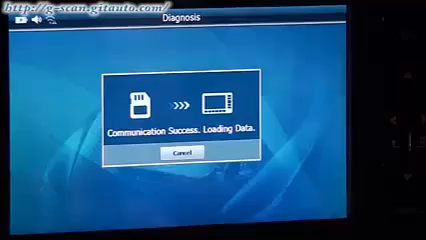 http://g-scan.gitauto.com/
Diagnosis
Communication Success. Loading Data.
Cancel